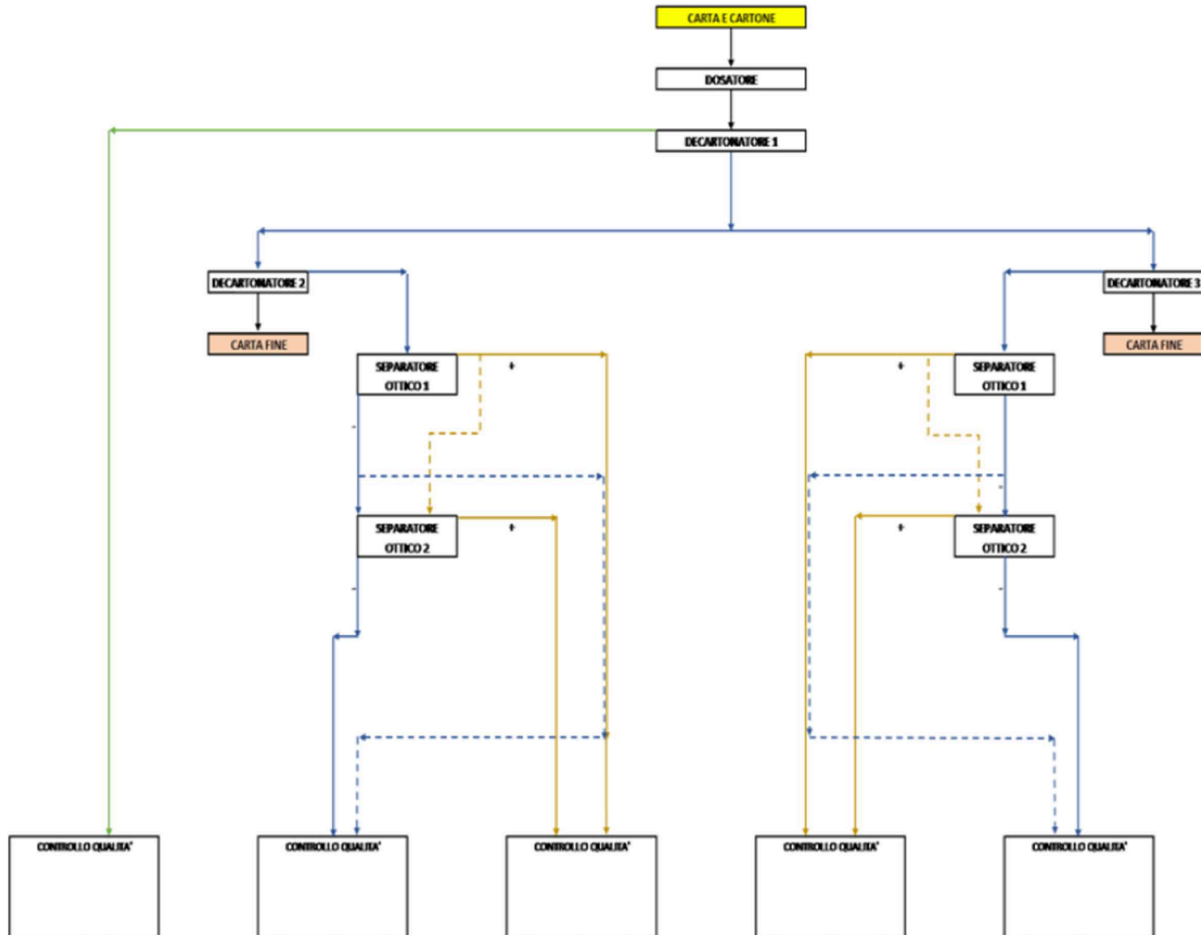 CARTA E CARTONE
DOSATORE
DECARTONATORE 1
DECARTONATORE 2
DECARTONATORE 3
CARTA FINE
CARTA FINE
SEPARATORE
OTTICO 1
+
+
SEPARATORE
OTTICO 1
-
-
SEPARATORE
OTTICO 2
+
+
SEPARATORE
OTTICO 2
-
-
CONTROLLO QUALITA'
CONTROLLO QUALITA'
CONTROLLO QUALITA'
CONTROLLO QUALITA'
CONTROLLO QUALITA'